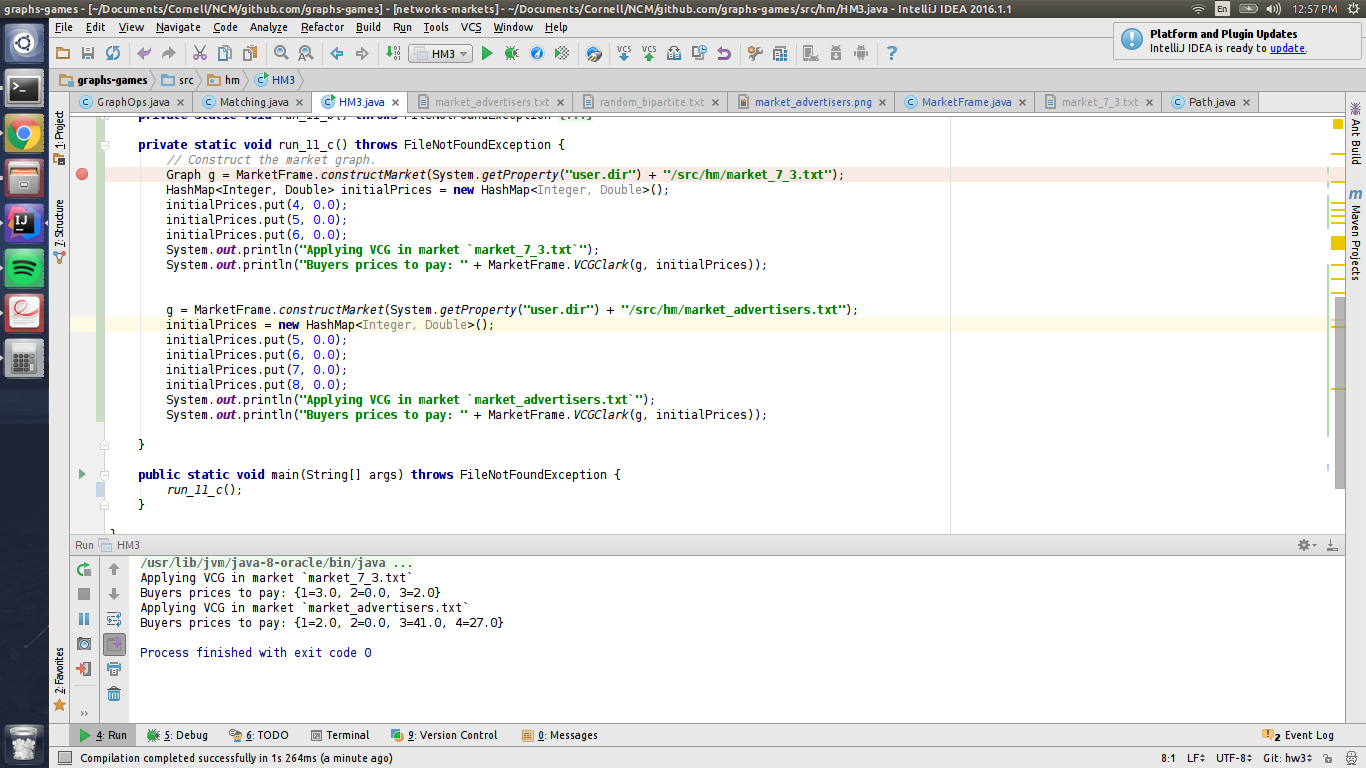 graphs-games - [~/Documents/Cornell/NCM/github.com/graphs-games] - [networks-markets] - ~/Documents/Cornell/NCM/github.com/graphs-games/src/hm/HM3.java - IntelliJ IDEA 2016.1.1
En
12:57 PM
File Edit View Navigate Code Analyze Refactor Build Run Tools VCS Window Help
Platform and Plugin Updates
IntelliJ IDEA is ready to update.
HM3
VCS VCS
graphs-games src hm HM3
GraphOps.java Matching.java HM3.java market_advertisers.txt random_bipartite.txt market_advertisers.png MarketFrame.java market_7_3.txt Path.java
1: Project
7: Structure
2: Favorites
Ant Build
Maven Projects
private static void run_11_b() throws FileNotFoundException {...}
private static void run_11_c() throws FileNotFoundException {
// Construct the market graph.
Graph g = MarketFrame.constructMarket(System.getProperty("user.dir") + "/src/hm/market_7_3.txt");
HashMap<Integer, Double> initialPrices = new HashMap<Integer, Double>();
initialPrices.put(4, 0.0);
initialPrices.put(5, 0.0);
initialPrices.put(6, 0.0);
System.out.println("Applying VCG in market `market_7_3.txt`");
System.out.println("Buyers prices to pay: " + MarketFrame.VCGClark(g, initialPrices));
g = MarketFrame.constructMarket(System.getProperty("user.dir") + "/src/hm/market_advertisers.txt");
initialPrices = new HashMap<Integer, Double>();
initialPrices.put(5, 0.0);
initialPrices.put(6, 0.0);
initialPrices.put(7, 0.0);
initialPrices.put(8, 0.0);
System.out.println("Applying VCG in market `market_advertisers.txt`");
System.out.println("Buyers prices to pay: " + MarketFrame.VCGClark(g, initialPrices));
}
public static void main(String[] args) throws FileNotFoundException {
run_11_c();
}
}
Run HM3
/usr/lib/jvm/java-8-oracle/bin/java ...
Applying VCG in market `market_7_3.txt`
Buyers prices to pay: {1=3.0, 2=0.0, 3=2.0}
Applying VCG in market `market_advertisers.txt`
Buyers prices to pay: {1=2.0, 2=0.0, 3=41.0, 4=27.0}
Process finished with exit code 0
4: Run 5: Debug 6: TODO Terminal 9: Version Control 0: Messages 2 Event Log
Compilation completed successfully in 1s 264ms (a minute ago) 8:1 LF UTF-8 Git: hw3